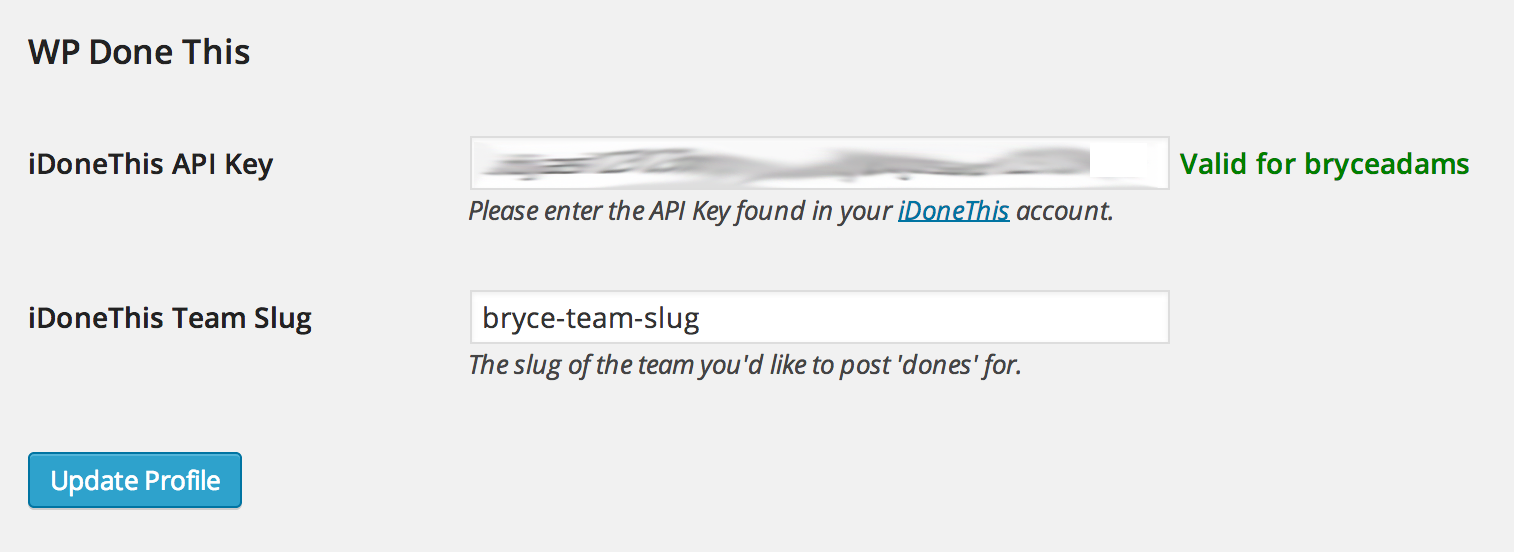 WP Done This
iDoneThis API Key
Valid for bryceadams
Please enter the API Key found in your iDoneThis account.
iDoneThis Team Slug
bryce-team-slug
The slug of the team you'd like to post 'dones' for.
Update Profile